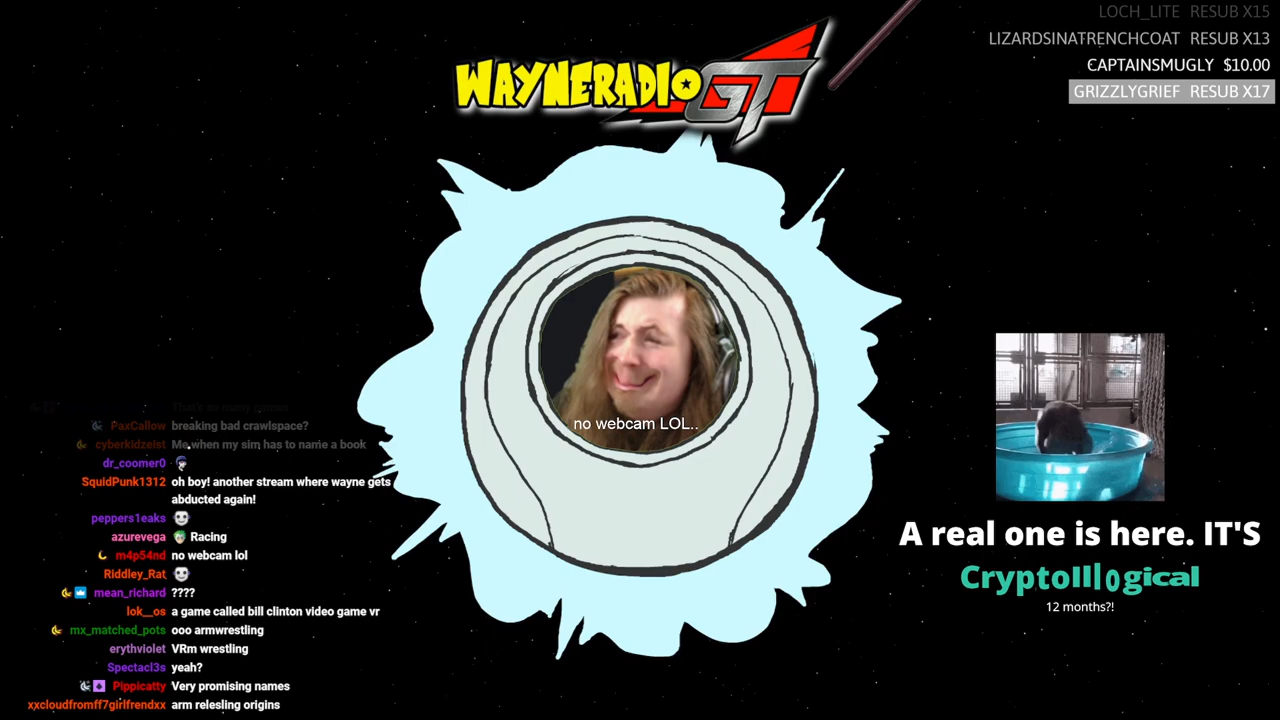 LOCH_LITE RESUB X15
LIZARDSINATRENCHCOAT RESUB X13
CAPTAINSMUGLY $10.00
GRIZZLYGRIEF RESUB X17
WAYNERADIO GT
no webcam LOL..
PaxCallow breaking bad crawlspace?
cyberkidzeist Me when my sim has to name a book
dr_coomer0
SquidPunk1312 oh boy! another stream where wayne gets
abducted again!
peppers1eaks
azurevega Racing
m4p54nd no webcam lol
Riddley_Rat
mean_richard ????
lok__os a game called bill clinton video game vr
mx_matched_pots ooo armwrestling
erythviolet VRm wrestling
Spectacl3s yeah?
Pippicatty Very promising names
xxcloudfromff7girlfrendxx arm relesling origins
A real one is here. IT'S
CryptoIllogical
12 months?!